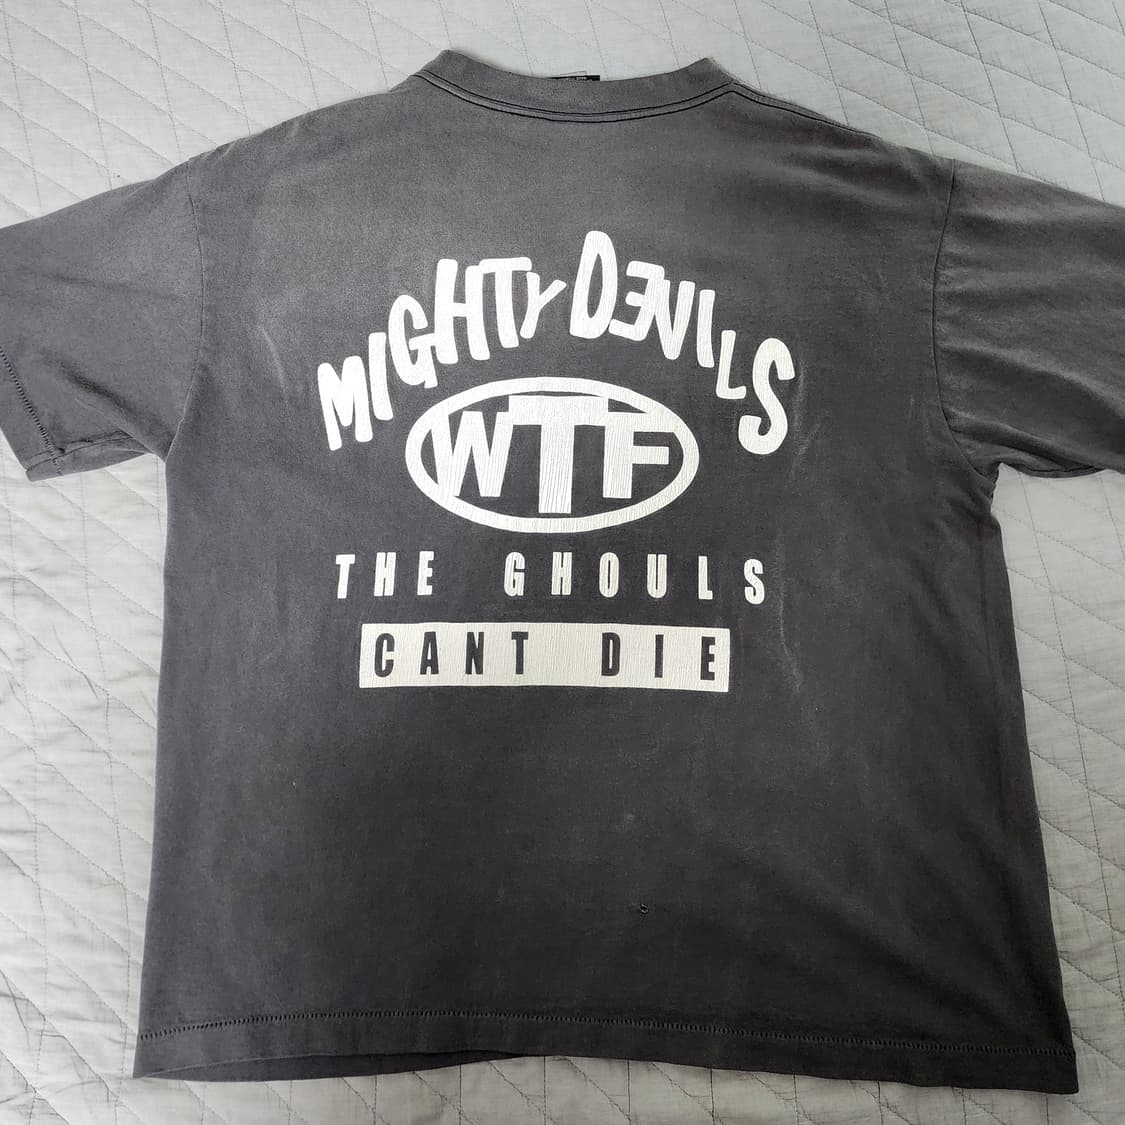 MIGHTY DEVILS
WTF
THE GHOULS
CANT DIE